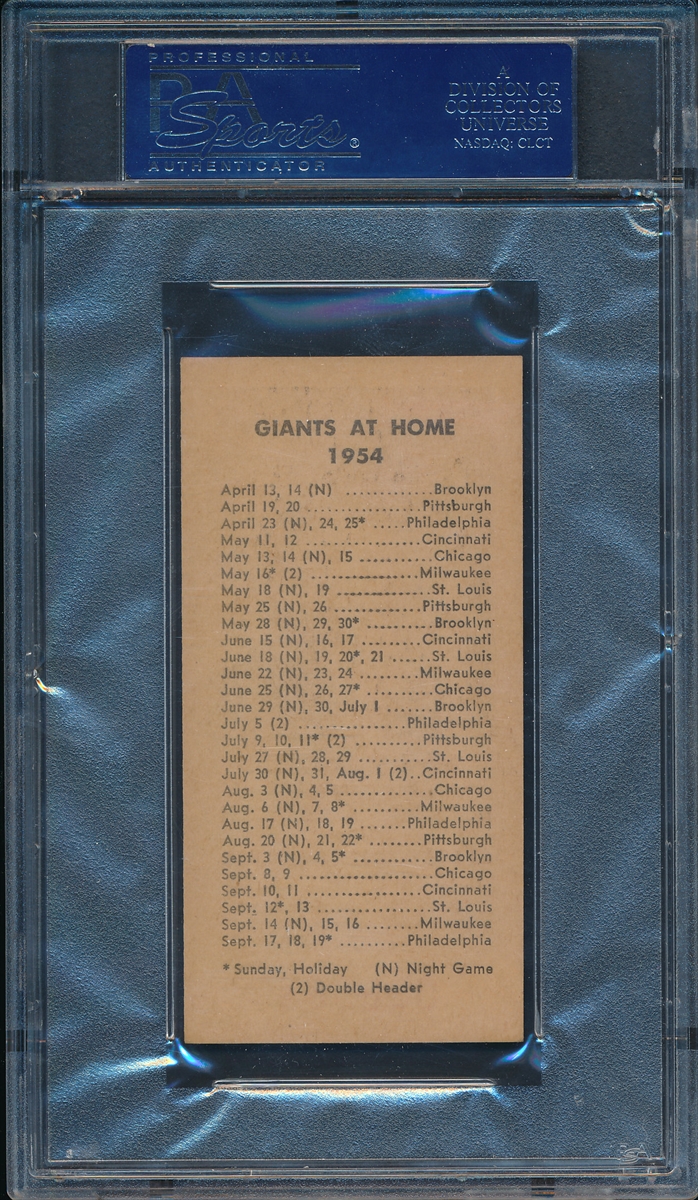 PROFESSIONAL
PSA
Sports®
AUTHENTICATOR
A
DIVISION OF
COLLECTORS
UNIVERSE
NASDAQ: CLCT
GIANTS AT HOME
1954
April 13, 14 (N) ............Brooklyn
April 19, 20 ................Pittsburgh
April 23 (N), 24, 25* .....Philadelphia
May 11, 12 .................Cincinnati
May 13, 14 (N), 15 ...........Chicago
May 16* (2) ................Milwaukee
May 18 (N), 19 ..............St. Louis
May 25 (N), 26 .............Pittsburgh
May 28 (N), 29, 30* ..........Brooklyn
June 15 (N), 16, 17 .........Cincinnati
June 18 (N), 19, 20*, 21 ......St. Louis
June 22 (N), 23, 24 .........Milwaukee
June 25 (N), 26, 27* ..........Chicago
June 29 (N), 30, July 1 .......Brooklyn
July 5 (2) .................Philadelphia
July 9, 10, 11* (2) ..........Pittsburgh
July 27 (N), 28, 29 ...........St. Louis
July 30 (N), 31, Aug. 1 (2)..Cincinnati
Aug. 3 (N), 4, 5 ..............Chicago
Aug. 6 (N), 7, 8* ...........Milwaukee
Aug. 17 (N), 18, 19 .......Philadelphia
Aug. 20 (N), 21, 22* ........Pittsburgh
Sept. 3 (N), 4, 5* ............Brooklyn
Sept. 8, 9 ....................Chicago
Sept. 10, 11 .................Cincinnati
Sept. 12*, 13 .................St. Louis
Sept. 14 (N), 15, 16 ........Milwaukee
Sept. 17, 18, 19* ..........Philadelphia
* Sunday, Holiday (N) Night Game
(2) Double Header